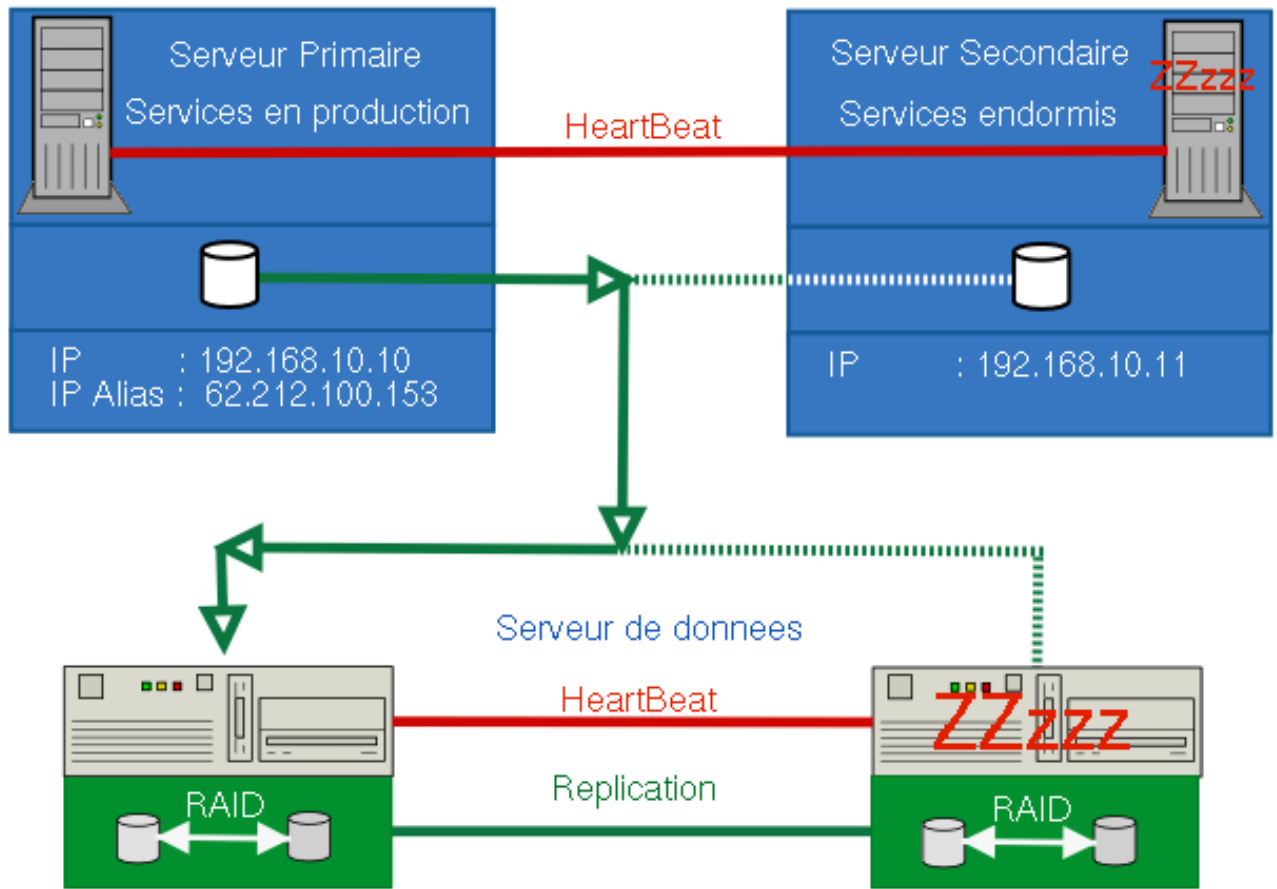 Serveur Primaire
Services en production
HeartBeat
Serveur Secondaire
Services endormis
ZZzzz
IP : 192.168.10.10
IP Alias : 62.212.100.153
IP : 192.168.10.11
Serveur de donnees
HeartBeat
ZZzzz
Replication
RAID
RAID